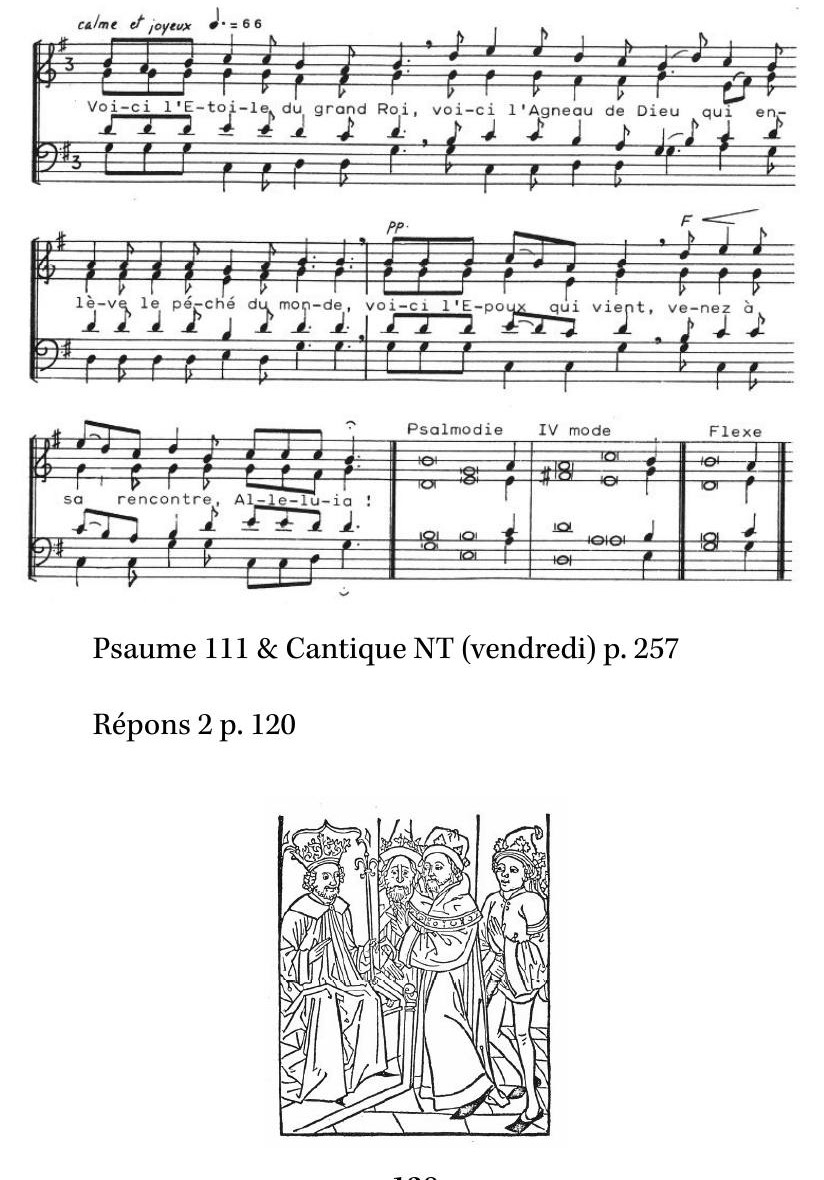 calme et joyeux ♩. = 66
3
Voi-ci l'E-toi-le du grand Roi, voi-ci l'Agneau de Dieu qui en-
3
pp. F
lè-ve le pé-ché du mon-de, voi-ci l'E-poux qui vient, ve-nez à
Psalmodie IV mode Flexe
sa rencontre, Al-le-lu-ia !
Psaume 111 & Cantique NT (vendredi) p. 257
Répons 2 p. 120